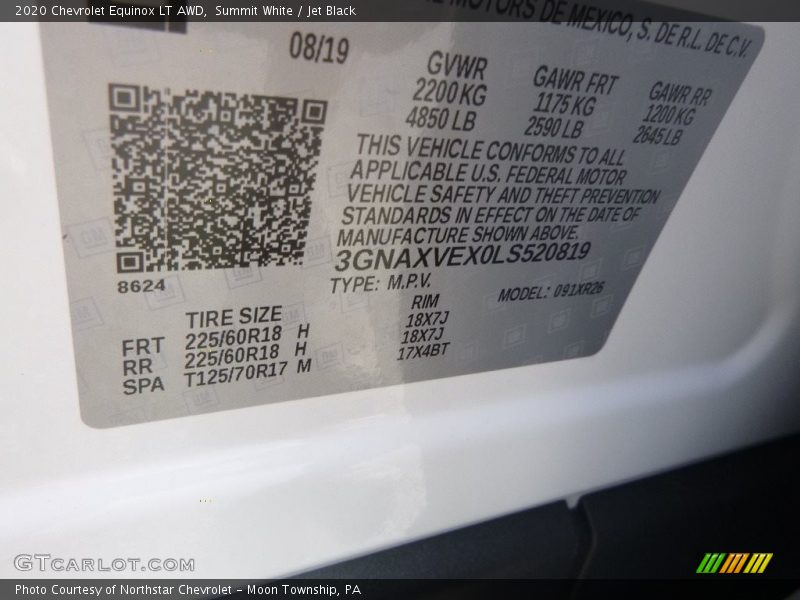 2020 Chevrolet Equinox LT AWD, Summit White / Jet Black
MOTORS DE MEXICO, S. DE R.L. DE C.V.
08/19
GVWR GAWR FRT GAWR RR
2200 KG 1175 KG 1200 KG
4850 LB 2590 LB 2645 LB
THIS VEHICLE CONFORMS TO ALL
APPLICABLE U.S. FEDERAL MOTOR
VEHICLE SAFETY AND THEFT PREVENTION
STANDARDS IN EFFECT ON THE DATE OF
MANUFACTURE SHOWN ABOVE.
3GNAXVEX0LS520819
8624
TYPE: M.P.V. MODEL: 091XR26
TIRE SIZE RIM
FRT 225/60R18 H 18X7J
RR 225/60R18 H 18X7J
SPA T125/70R17 M 17X4BT
GTCARLOT.COM
Photo Courtesy of Northstar Chevrolet - Moon Township, PA